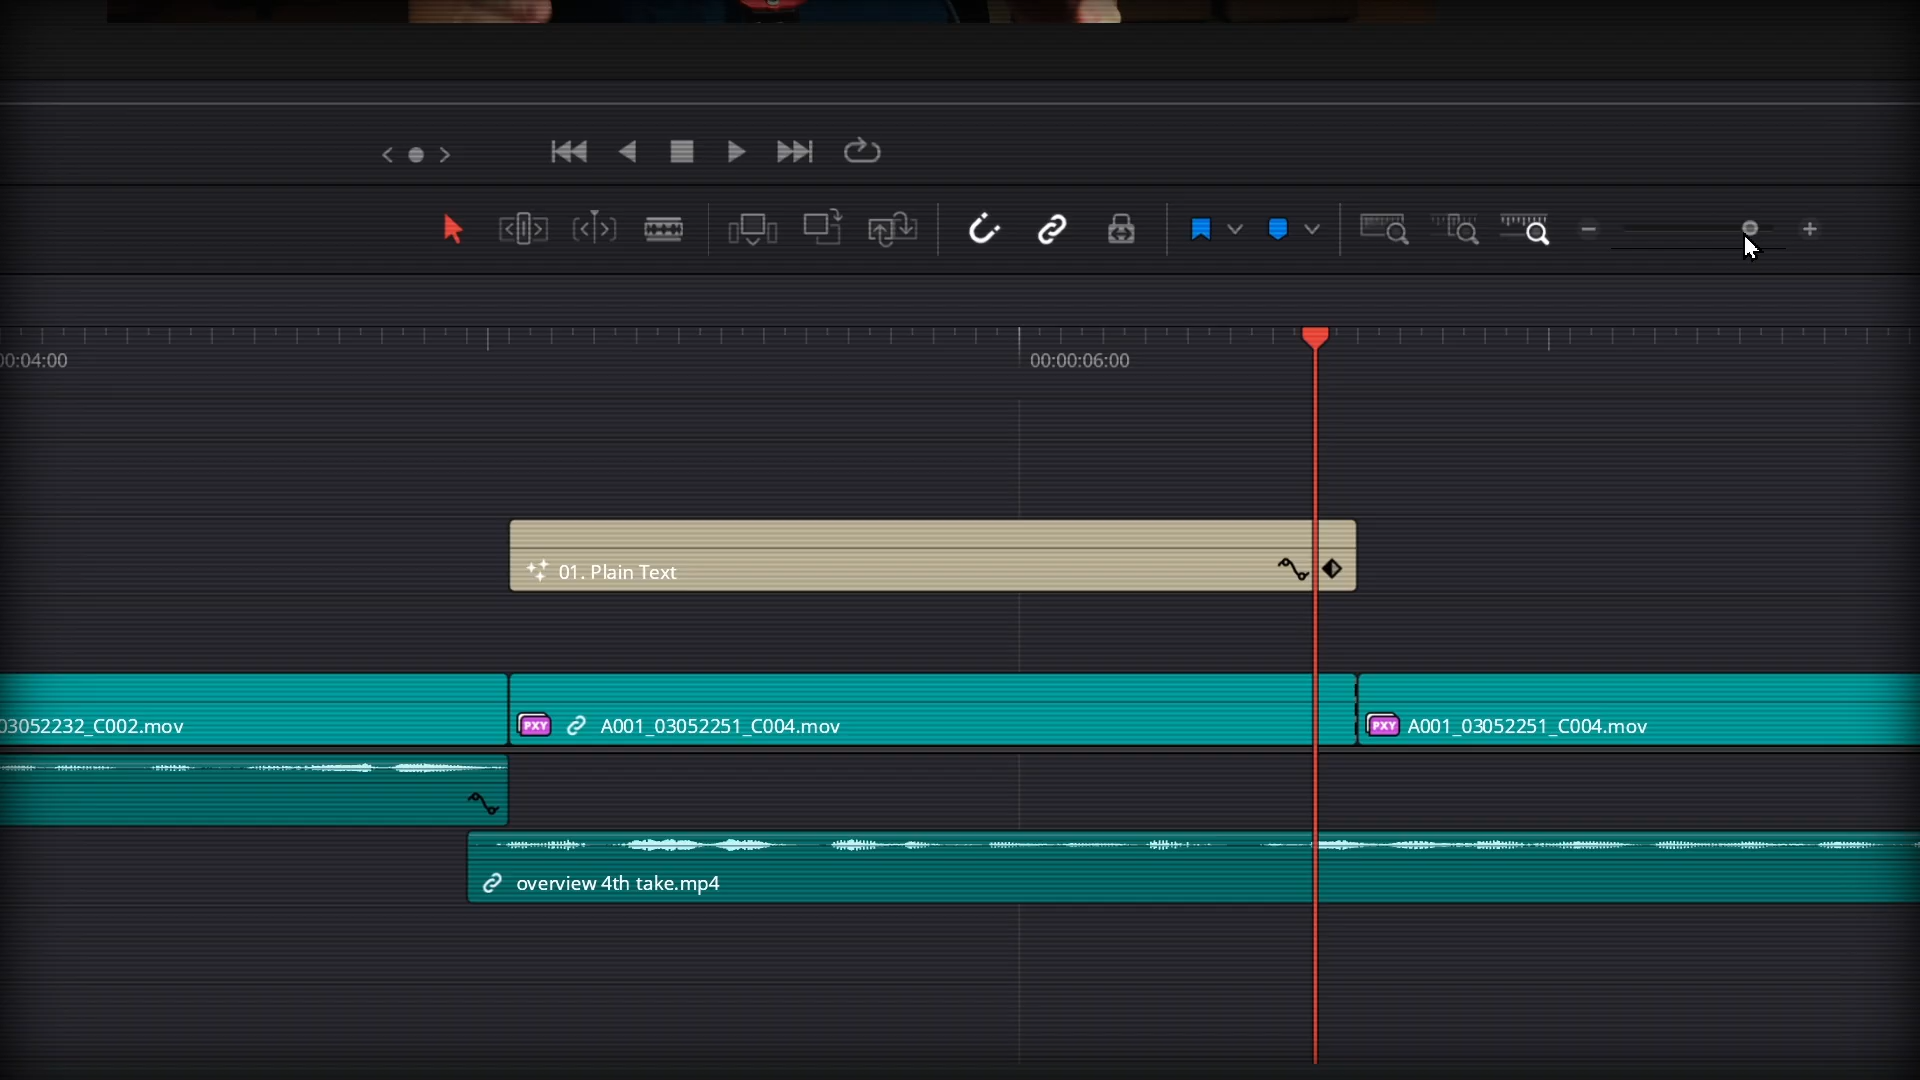 00:04:00
00:00:06:00
01. Plain Text
03052232_C002.mov
PXY A001_03052251_C004.mov
PXY A001_03052251_C004.mov
overview 4th take.mp4